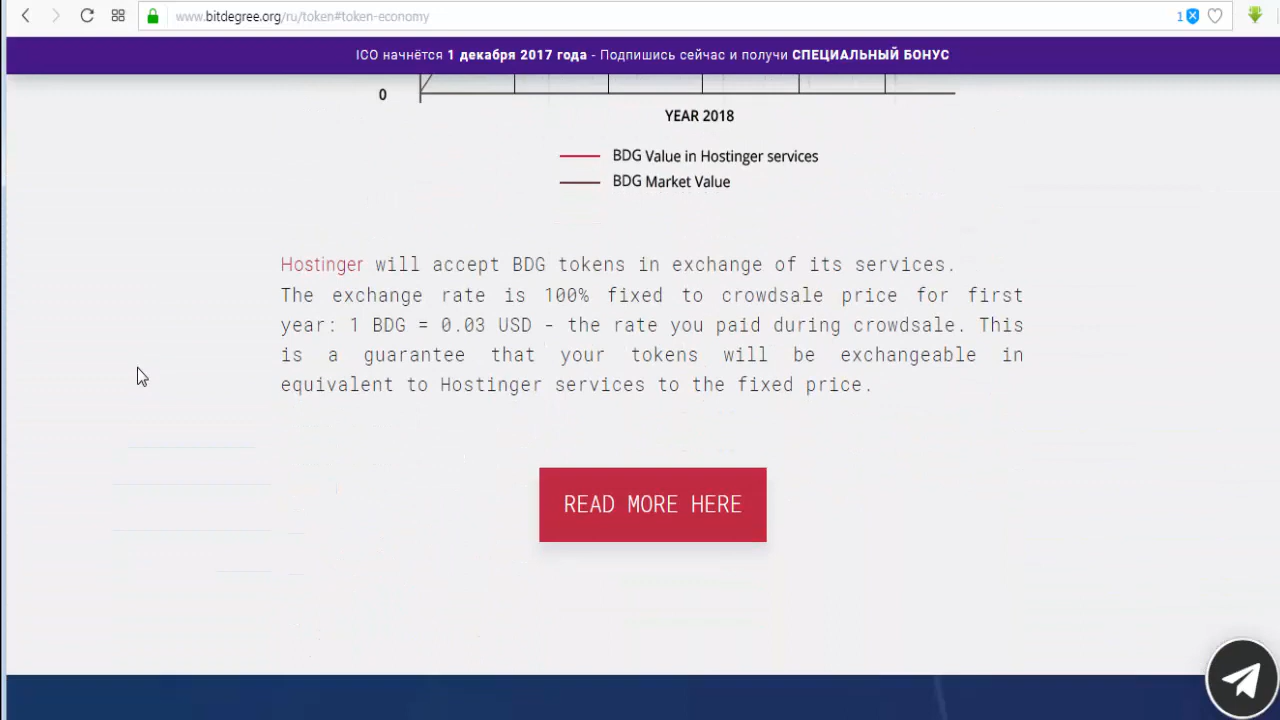 www.bitdegree.org/ru/token#token-economy
1
ICO начнётся 1 декабря 2017 года - Подпишись сейчас и получи СПЕЦИАЛЬНЫЙ БОНУС
0
YEAR 2018
BDG Value in Hostinger services
BDG Market Value
Hostinger will accept BDG tokens in exchange of its services.
The exchange rate is 100% fixed to crowdsale price for first
year: 1 BDG = 0.03 USD - the rate you paid during crowdsale. This
is a guarantee that your tokens will be exchangeable in
equivalent to Hostinger services to the fixed price.
READ MORE HERE